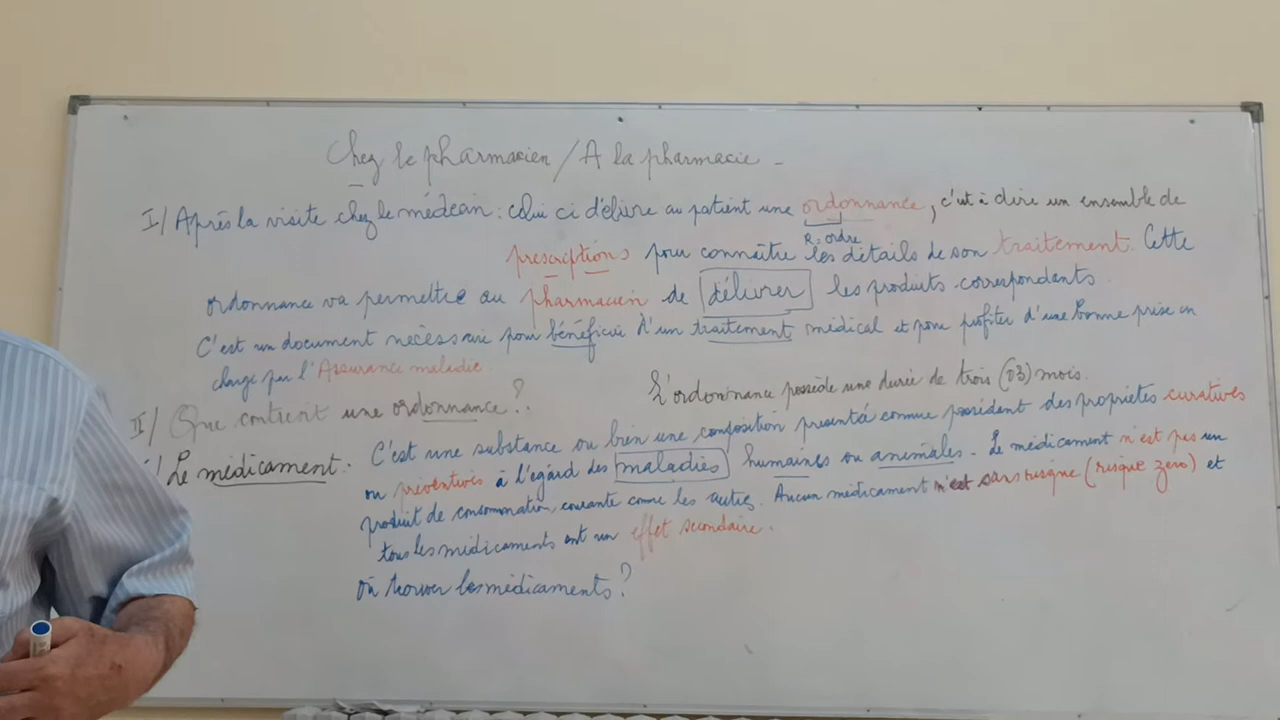 Chez le pharmacien / A la pharmacie -
I/ Après la visite chez le médecin : celui ci délivre au patient une ordonnance, c'est à dire un ensemble de
R = ordre
prescriptions pour connaître les détails de son traitement. Cette
ordonnance va permettre au pharmacien de délivrer les produits correspondants.
C'est un document nécessaire pour bénéficier d'un traitement médical et pour profiter d'une bonne prise en
charge par l'Assurance maladie.
L'ordonnance possède une durée de trois (03) mois.
II/ Que contient une ordonnance ?
1/ Le médicament : C'est une substance ou bien une composition présenté comme possédant des propriétés curatives
ou préventives à l'égard des maladies humaines ou animales. Le médicament n'est pas un
produit de consommation, courante comme les autres. Aucun médicament n'est sans risque (risque zero) et
tous les médicaments ont un effet secondaire.
Où trouver les médicaments ?